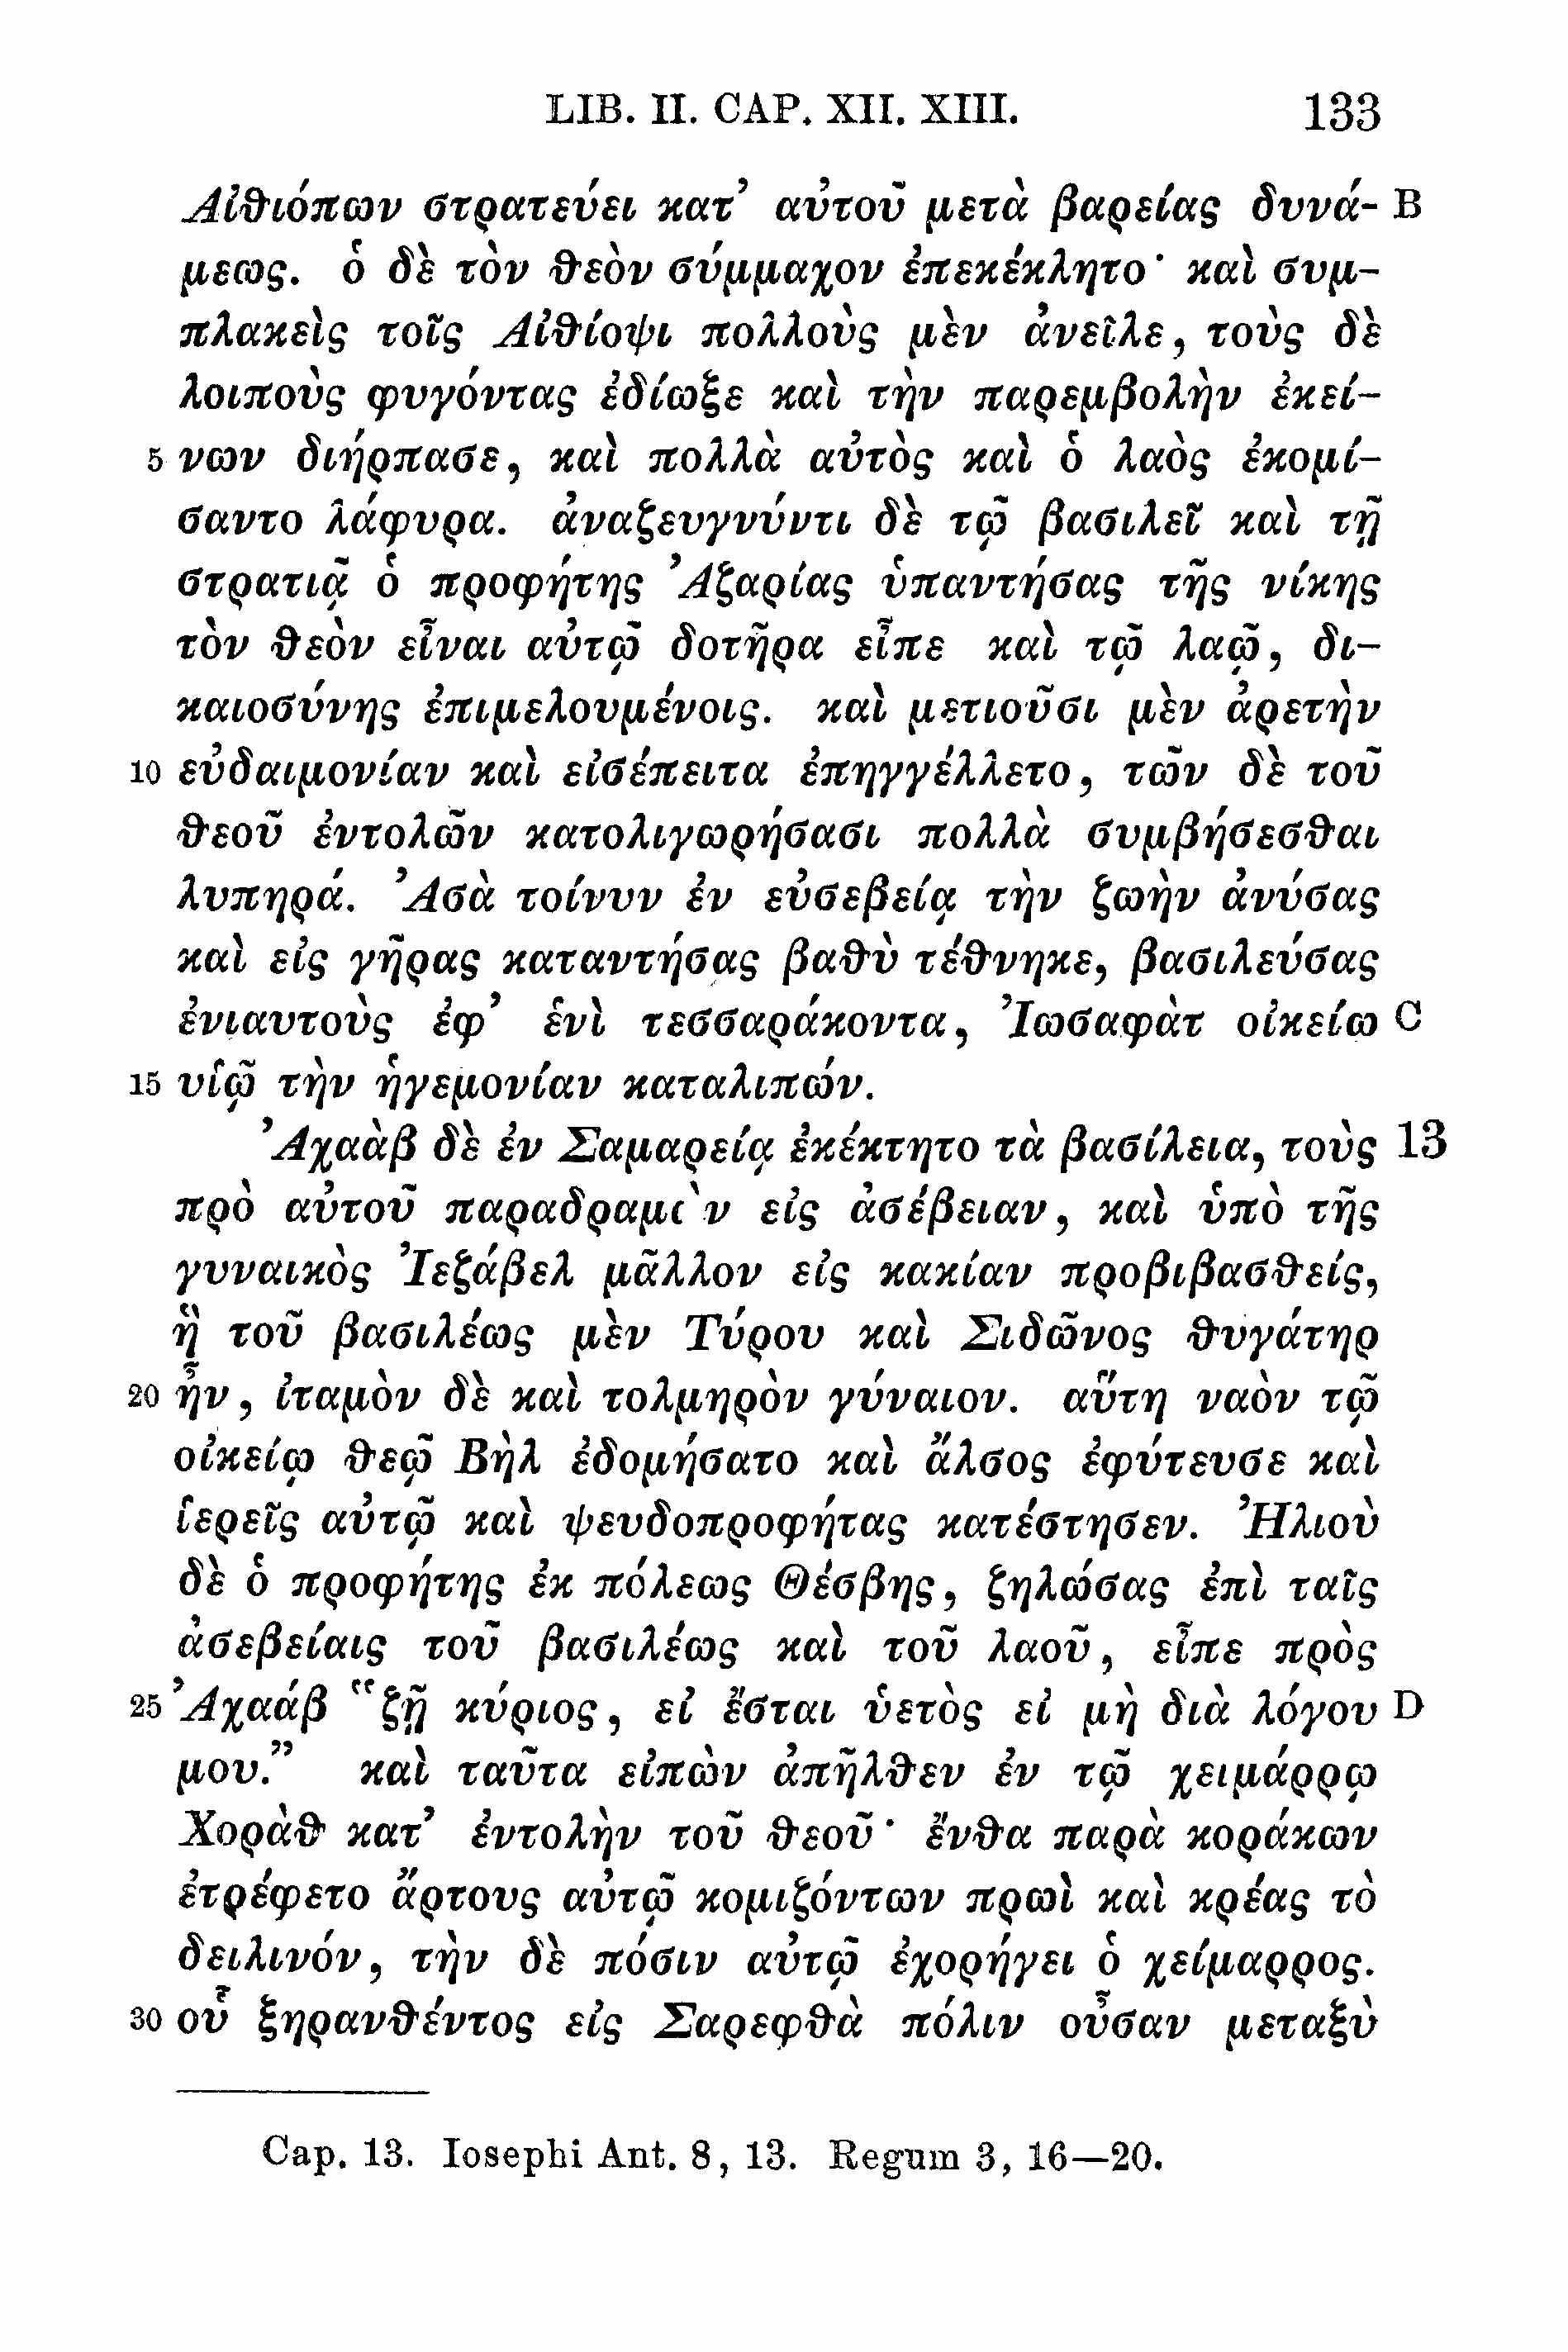 LIB. II. CAP. XII. XIII. 133
Αἰθιόπων στρατεύει κατ’ αὐτοῦ μετὰ βαρείας δυνά- B
μεως. ὁ δὲ τὸν θεὸν σύμμαχον ἐπεκέκλητο· καὶ συμ-
πλακεὶς τοῖς Αἰθίοψι πολλοὺς μὲν ἀνεῖλε, τοὺς δὲ
λοιποὺς φυγόντας ἐδίωξε καὶ τὴν παρεμβολὴν ἐκεί-
5 νων διήρπασε, καὶ πολλὰ αὐτὸς καὶ ὁ λαὸς ἐκομί-
σαντο λάφυρα. ἀναζευγνύντι δὲ τῷ βασιλεῖ καὶ τῇ
στρατιᾷ ὁ προφήτης Ἀζαρίας ὑπαντήσας τῆς νίκης
τὸν θεὸν εἶναι αὐτῷ δοτῆρα εἶπε καὶ τῷ λαῷ, δι-
καιοσύνης ἐπιμελουμένοις. καὶ μετιοῦσι μὲν ἀρετὴν
10 εὐδαιμονίαν καὶ εἰσέπειτα ἐπηγγέλλετο, τῶν δὲ τοῦ
θεοῦ ἐντολῶν κατολιγωρήσασι πολλὰ συμβήσεσθαι
λυπηρά. Ἀσὰ τοίνυν ἐν εὐσεβείᾳ τὴν ζωὴν ἀνύσας
καὶ εἰς γῆρας καταντήσας βαθὺ τέθνηκε, βασιλεύσας
ἐνιαυτοὺς ἐφ’ ἑνὶ τεσσαράκοντα, Ἰωσαφὰτ οἰκείῳ C
15 υἱῷ τὴν ἡγεμονίαν καταλιπών.
Ἀχαὰβ δὲ ἐν Σαμαρείᾳ ἐκέκτητο τὰ βασίλεια, τοὺς 13
πρὸ αὐτοῦ παραδραμὼν εἰς ἀσέβειαν, καὶ ὑπὸ τῆς
γυναικὸς Ἰεζάβελ μᾶλλον εἰς κακίαν προβιβασθείς,
ἣ τοῦ βασιλέως μὲν Τύρου καὶ Σιδῶνος θυγάτηρ
20 ἦν, ἰταμὸν δὲ καὶ τολμηρὸν γύναιον. αὕτη ναὸν τῷ
οἰκείῳ θεῷ Βὴλ ἐδομήσατο καὶ ἄλσος ἐφύτευσε καὶ
ἱερεῖς αὐτῷ καὶ ψευδοπροφήτας κατέστησεν. Ἠλιοὺ
δὲ ὁ προφήτης ἐκ πόλεως Θέσβης, ζηλώσας ἐπὶ ταῖς
ἀσεβείαις τοῦ βασιλέως καὶ τοῦ λαοῦ, εἶπε πρὸς
25 Ἀχαάβ “ζῇ κύριος, εἰ ἔσται ὑετὸς εἰ μὴ διὰ λόγου D
μου.” καὶ ταῦτα εἰπὼν ἀπῆλθεν ἐν τῷ χειμάρρῳ
Χορὰθ κατ’ ἐντολὴν τοῦ θεοῦ· ἔνθα παρὰ κοράκων
ἐτρέφετο ἄρτους αὐτῷ κομιζόντων πρωὶ καὶ κρέας τὸ
δειλινόν, τὴν δὲ πόσιν αὐτῷ ἐχορήγει ὁ χείμαρρος.
30 οὗ ξηρανθέντος εἰς Σαρεφθὰ πόλιν οὖσαν μεταξὺ
Cap. 13. Iosephi Ant. 8, 13. Regum 3, 16—20.